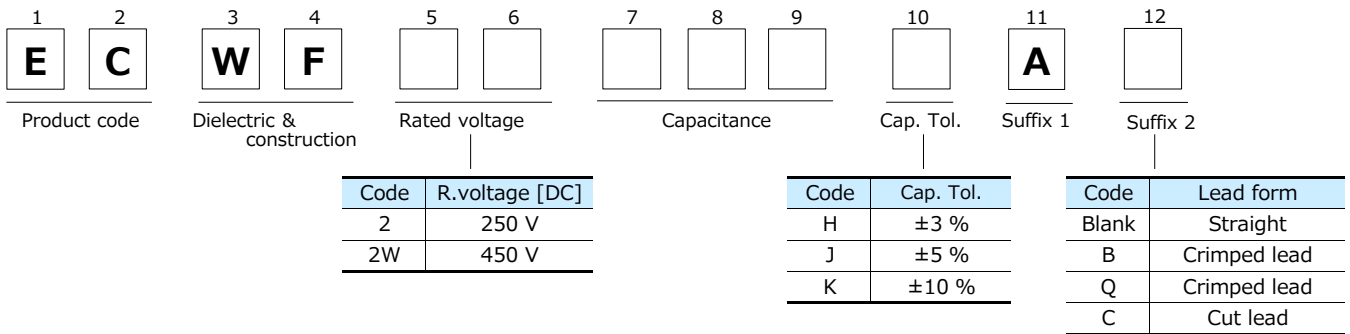 1 2 3 4 5 6 7 8 9 10 11 12
E C W F A
Product code Dielectric & construction Rated voltage Capacitance Cap. Tol. Suffix 1 Suffix 2
Code R.voltage [DC]
2 250 V
2W 450 V
Code Cap. Tol.
H ±3 %
J ±5 %
K ±10 %
Code Lead form
Blank Straight
B Crimped lead
Q Crimped lead
C Cut lead